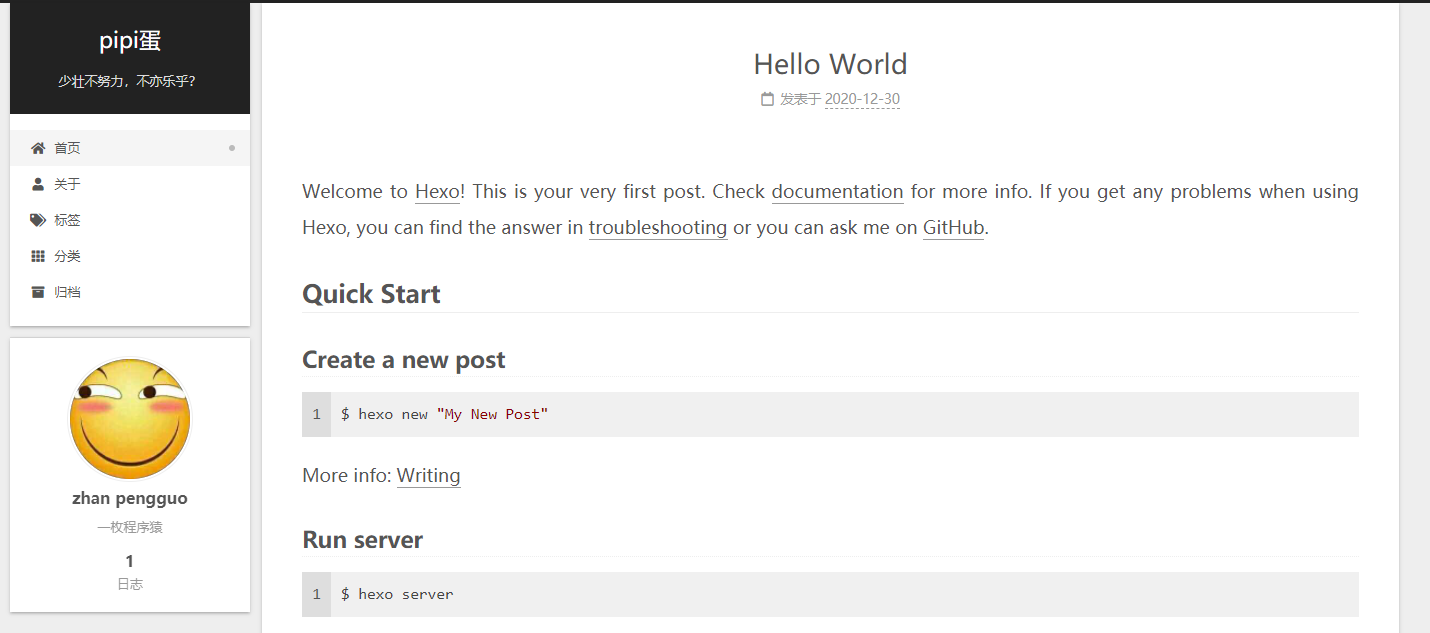 pipi蛋
少壮不努力，不亦乐乎？
首页
关于
标签
分类
归档
zhan pengguo
一枚程序猿
1
日志
Hello World
发表于 2020-12-30
Welcome to Hexo! This is your very first post. Check documentation for more info. If you get any problems when using
Hexo, you can find the answer in troubleshooting or you can ask me on GitHub.
Quick Start
Create a new post
1 $ hexo new "My New Post"
More info: Writing
Run server
1 $ hexo server